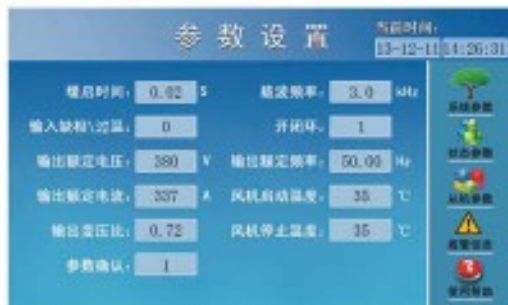 参数设置
当前时间:
13-12-11 14:26:31
缓启时间: 0.02 S 载波频率: 3.0 kHz
输入缺相\过温: 0 开闭环: 1
输出额定电压: 380 V 输出额定频率: 50.00 Hz
输出额定电流: 337 A 风机启动温度: 38 ℃
输出变压比: 0.72 风机停止温度: 35 ℃
参数确认: 1
系统参数
状态参数
从机参数
报警信息
使用帮助